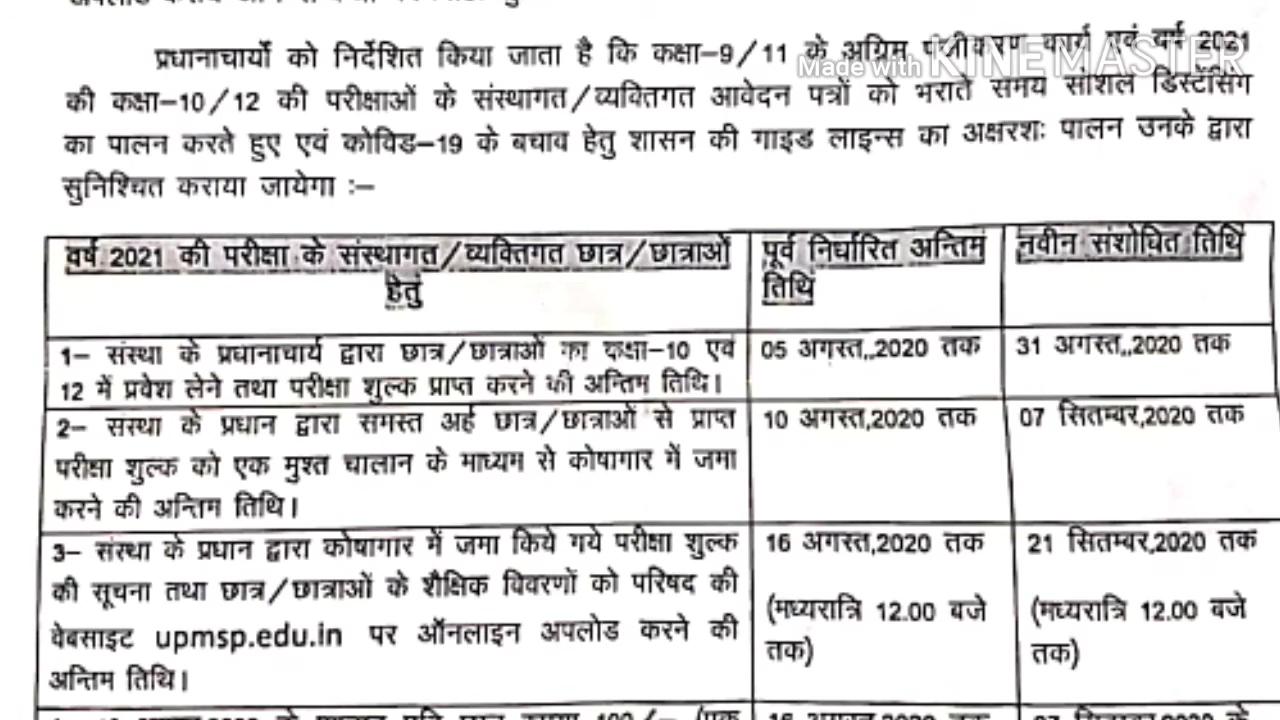 प्रधानाचार्यो को निर्देशित किया जाता है कि कक्षा–9/11 के अग्रिम पंजीकरण कार्य एवं वर्ष 2021
Made with KINEMASTER
की कक्षा–10/12 की परीक्षाओं के संस्थागत/व्यक्तिगत आवेदन पत्रों को भराते समय सोशल डिस्टेंसिंग
का पालन करते हुए एवं कोविड–19 के बचाव हेतु शासन की गाइड लाइन्स का अक्षरशः पालन उनके द्वारा
सुनिश्चित कराया जायेगा :–
वर्ष 2021 की परीक्षा के संस्थागत/व्यक्तिगत छात्र/छात्राओं
हेतु
पूर्व निर्धारित अन्तिम
तिथि
नवीन संशोधित तिथि
1– संस्था के प्रधानाचार्य द्वारा छात्र/छात्राओं का कक्षा–10 एवं
12 में प्रवेश लेने तथा परीक्षा शुल्क प्राप्त करने की अन्तिम तिथि।
05 अगस्त,,2020 तक
31 अगस्त,,2020 तक
2– संस्था के प्रधान द्वारा समस्त अर्ह छात्र/छात्राओं से प्राप्त
परीक्षा शुल्क को एक मुश्त चालान के माध्यम से कोषागार में जमा
करने की अन्तिम तिथि।
10 अगस्त,2020 तक
07 सितम्बर,2020 तक
3– संस्था के प्रधान द्वारा कोषागार में जमा किये गये परीक्षा शुल्क
की सूचना तथा छात्र/छात्राओं के शैक्षिक विवरणों को परिषद की
वेबसाइट upmsp.edu.in पर ऑनलाइन अपलोड करने की
अन्तिम तिथि।
16 अगस्त,2020 तक
(मध्यरात्रि 12.00 बजे
तक)
21 सितम्बर,2020 तक
(मध्यरात्रि 12.00 बजे
तक)